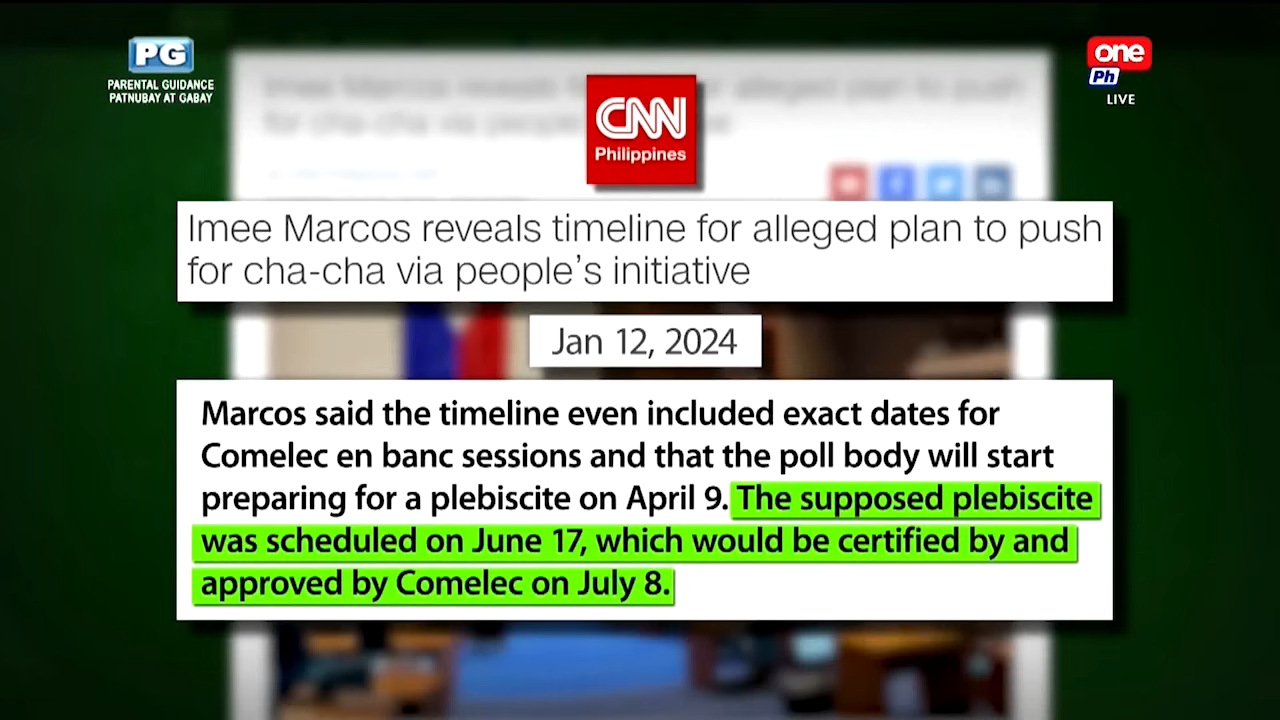 PG
PARENTAL GUIDANCE
PATNUBAY AT GABAY
one
Ph
LIVE
CNN
Philippines
Imee Marcos reveals timeline for alleged plan to push
for cha-cha via people's initiative
Jan 12, 2024
Marcos said the timeline even included exact dates for
Comelec en banc sessions and that the poll body will start
preparing for a plebiscite on April 9. The supposed plebiscite
was scheduled on June 17, which would be certified by and
approved by Comelec on July 8.